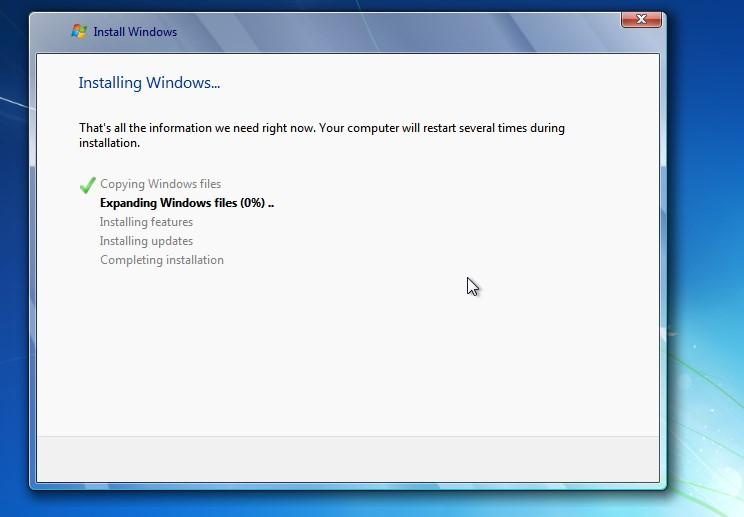 Install Windows
Installing Windows...
That's all the information we need right now. Your computer will restart several times during
installation.
Copying Windows files
Expanding Windows files (0%) ..
Installing features
Installing updates
Completing installation